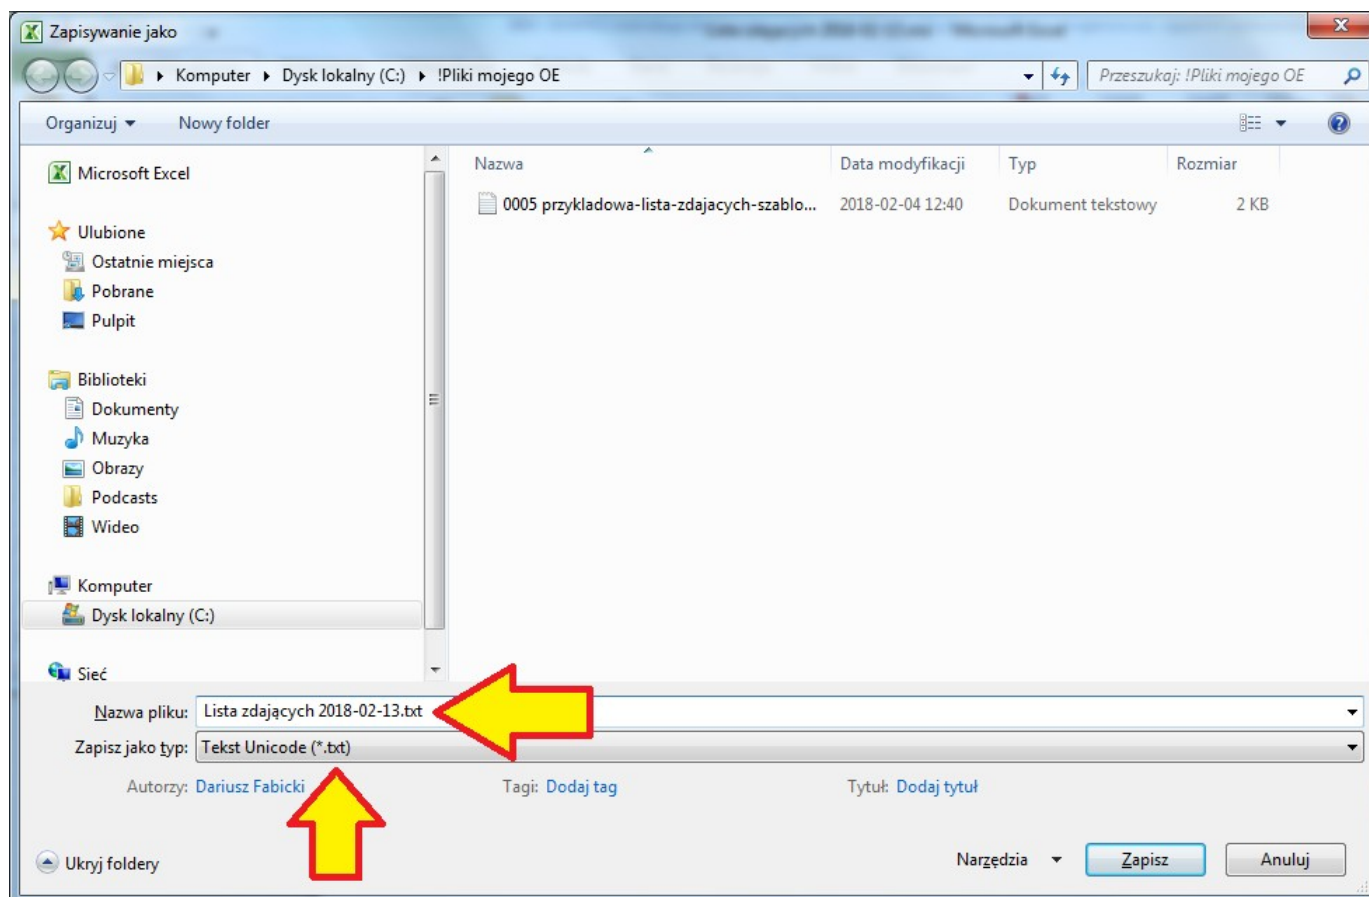 Zapisywanie jako
Komputer Dysk lokalny (C:) !Pliki mojego OE Przeszukaj: !Pliki mojego OE
Organizuj Nowy folder
Microsoft Excel
Ulubione
Ostatnie miejsca
Pobrane
Pulpit
Biblioteki
Dokumenty
Muzyka
Obrazy
Podcasts
Wideo
Komputer
Dysk lokalny (C:)
Sieć
Nazwa Data modyfikacji Typ Rozmiar
0005 przykladowa-lista-zdajacych-szablo... 2018-02-04 12:40 Dokument tekstowy 2 KB
Nazwa pliku: Lista zdających 2018-02-13.txt
Zapisz jako typ: Tekst Unicode (*.txt)
Autorzy: Dariusz Fabicki Tagi: Dodaj tag Tytuł: Dodaj tytuł
Ukryj foldery Narzędzia Zapisz Anuluj